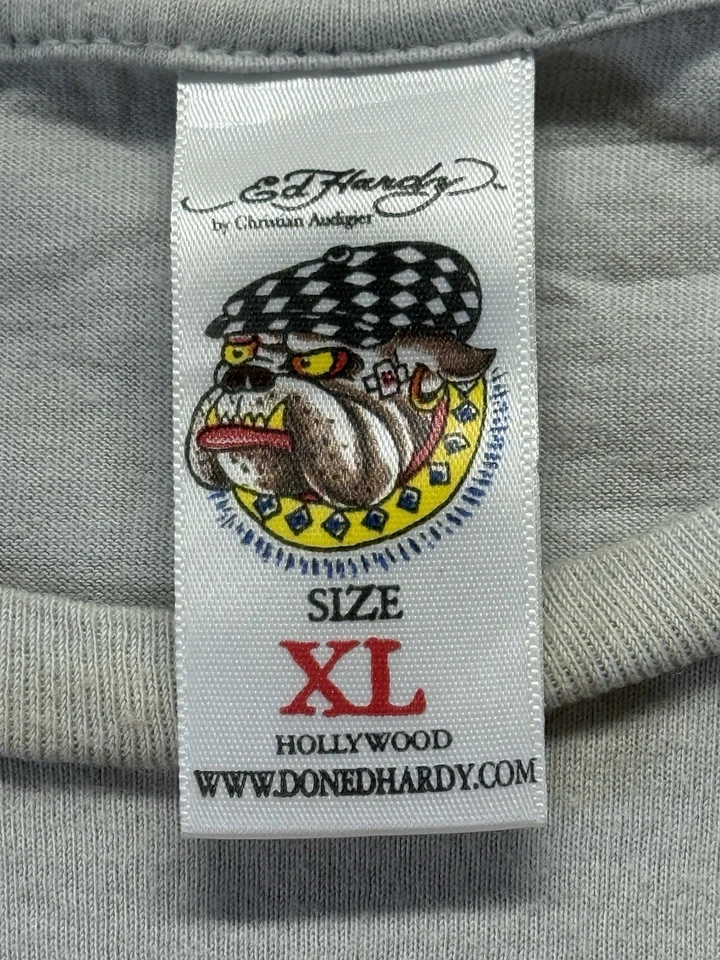 Ed Hardy
by Christian Audigier
SIZE
XL
HOLLYWOOD
WWW.DONEDHARDY.COM